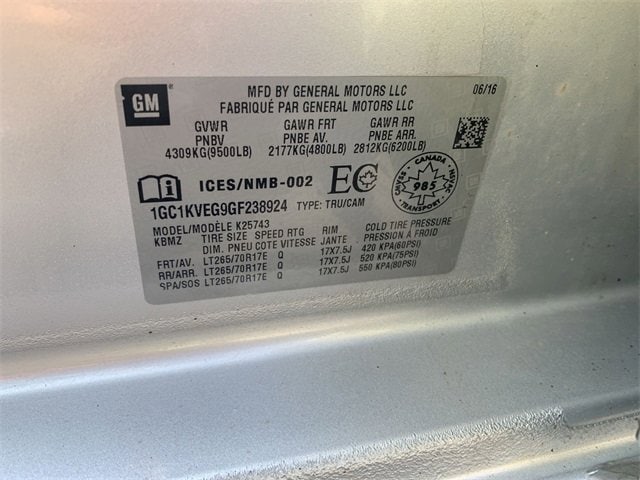 GM
MFD BY GENERAL MOTORS LLC 06/16
FABRIQUÉ PAR GENERAL MOTORS LLC
GVWR GAWR FRT GAWR RR
PNBV PNBE AV. PNBE ARR.
4309KG(9500LB) 2177KG(4800LB) 2812KG(6200LB)
ICES/NMB-002 EC CANADA CMVSS 985 NSVAC TRANSPORT
1GC1KVEG9GF238924 TYPE: TRU/CAM
MODEL/MODÈLE K25743
KBMZ TIRE SIZE SPEED RTG RIM COLD TIRE PRESSURE
DIM. PNEU COTE VITESSE JANTE PRESSION À FROID
FRT/AV. LT265/70R17E Q 17X7.5J 420 KPA(60PSI)
RR/ARR. LT265/70R17E Q 17X7.5J 520 KPA(75PSI)
SPA/SOS LT265/70R17E Q 17X7.5J 550 KPA(80PSI)